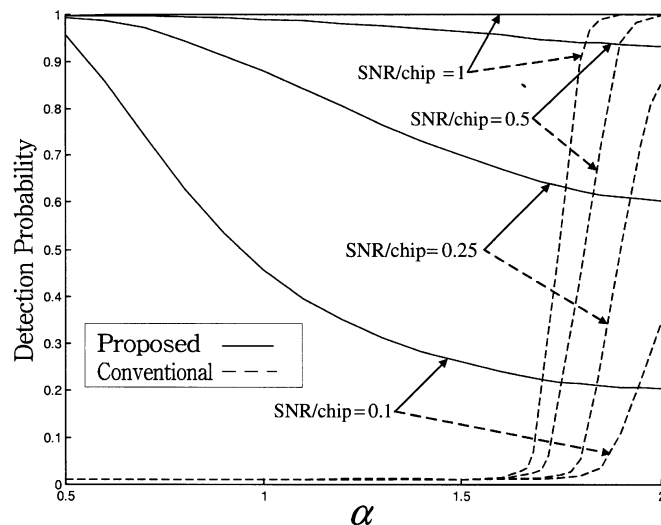 1
0.9
0.8
0.7
0.6
0.5
0.4
0.3
0.2
0.1
0
Detection Probability
SNR/chip =1
SNR/chip=0.5
SNR/chip=0.25
SNR/chip=0.1
Proposed
Conventional
0.5
1
1.5
2
α